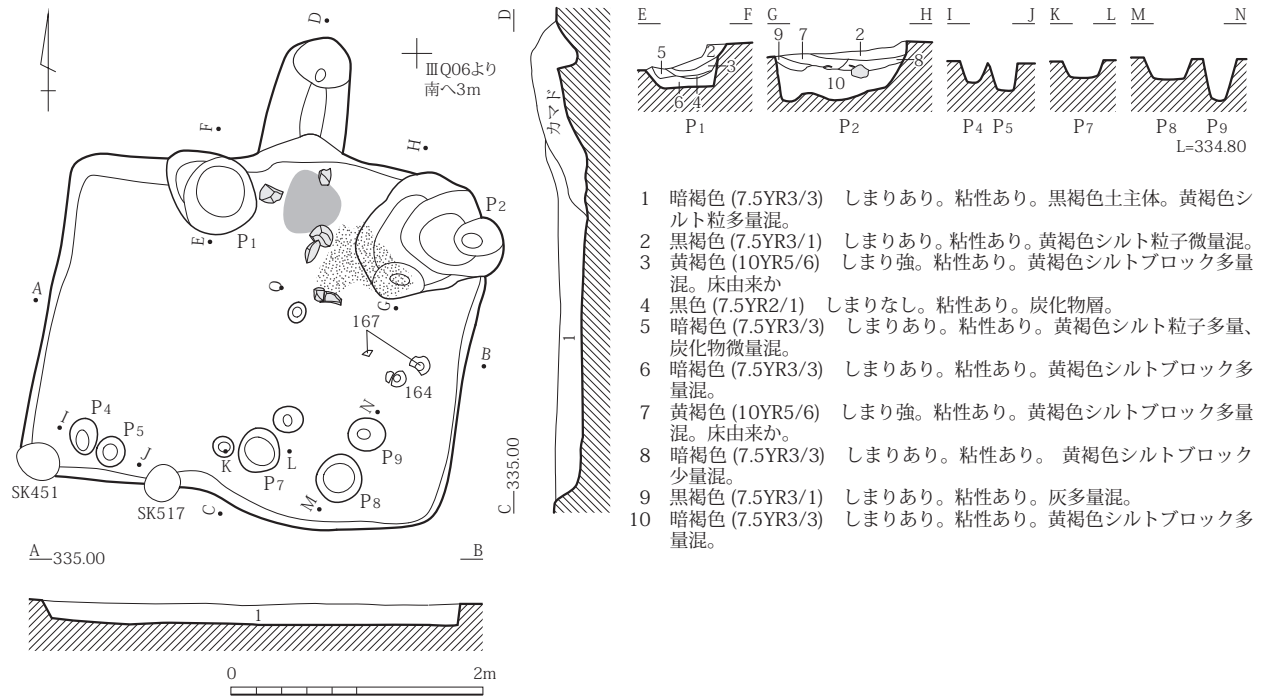 D
ⅢQ06より
南へ3m
F
H
P2
E
P1
A
O
G
167
B
164
I
P4
P5
J
K
L
N
P9
P7
P8
M
SK451
SK517
C
D
カマド
1
C 335.00
A 335.00
B
1
0
2m
E
F
G
H
I
J
K
L
M
N
5
2
3
6
4
9
7
2
8
10
P1
P2
P4 P5
P7
P8
P9
L=334.80
1 暗褐色 (7.5YR3/3) しまりあり。粘性あり。黒褐色土主体。黄褐色シ
ルト粒多量混。
2 黒褐色 (7.5YR3/1) しまりあり。粘性あり。黄褐色シルト粒子微量混。
3 黄褐色 (10YR5/6) しまり強。粘性あり。黄褐色シルトブロック多量
混。床由来か
4 黒色 (7.5YR2/1) しまりなし。粘性あり。炭化物層。
5 暗褐色 (7.5YR3/3) しまりあり。粘性あり。黄褐色シルト粒子多量、
炭化物微量混。
6 暗褐色 (7.5YR3/3) しまりあり。粘性あり。黄褐色シルトブロック多
量混。
7 黄褐色 (10YR5/6) しまり強。粘性あり。黄褐色シルトブロック多量
混。床由来か。
8 暗褐色 (7.5YR3/3) しまりあり。粘性あり。 黄褐色シルトブロック
少量混。
9 黒褐色 (7.5YR3/1) しまりあり。粘性あり。灰多量混。
10 暗褐色 (7.5YR3/3) しまりあり。粘性あり。黄褐色シルトブロック多
量混。